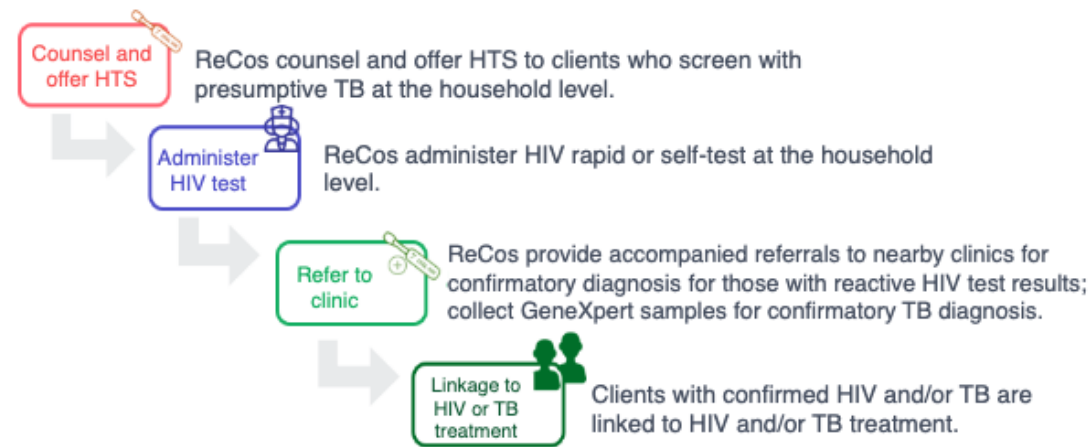 Counsel and
offer HTS
ReCos counsel and offer HTS to clients who screen with
presumptive TB at the household level.
Administer
HIV test
ReCos administer HIV rapid or self-test at the household
level.
Refer to
clinic
ReCos provide accompanied referrals to nearby clinics for
confirmatory diagnosis for those with reactive HIV test results;
collect GeneXpert samples for confirmatory TB diagnosis.
Linkage to
HIV or TB
treatment
Clients with confirmed HIV and/or TB are
linked to HIV and/or TB treatment.